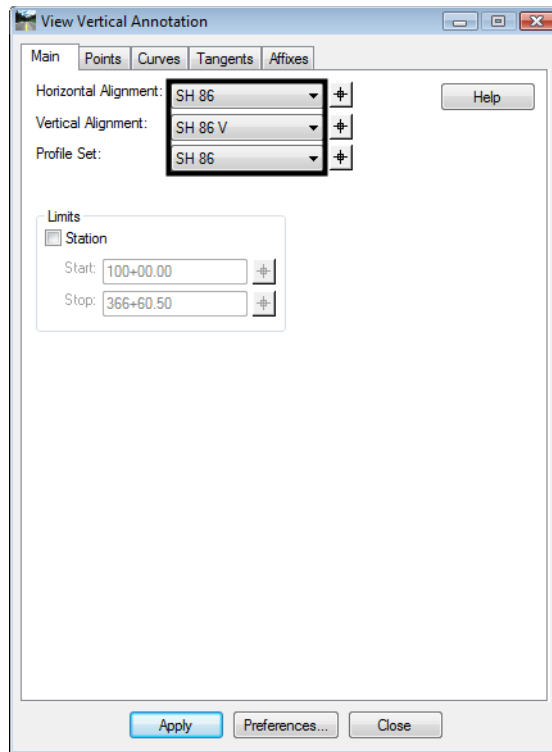 View Vertical Annotation
Main Points Curves Tangents Affixes
Horizontal Alignment: SH 86 Help
Vertical Alignment: SH 86 V
Profile Set: SH 86
Limits
Station
Start: 100+00.00
Stop: 366+60.50
Apply Preferences... Close